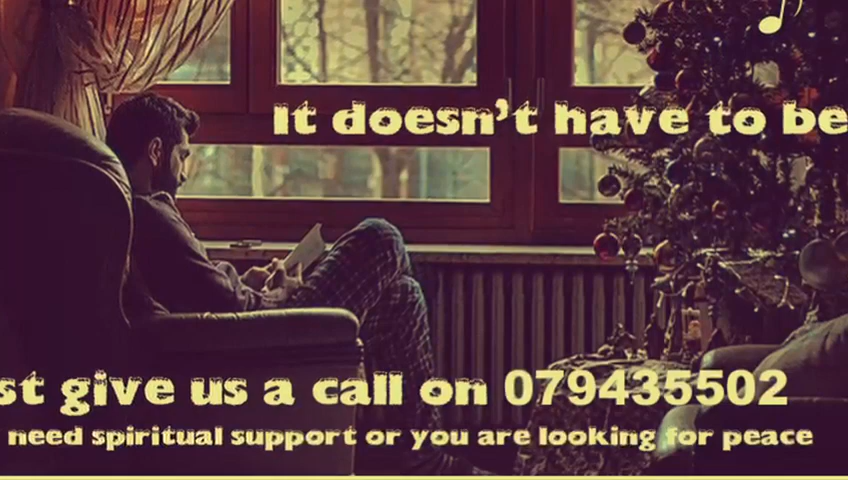 It doesn't have to be
st give us a call on 079435502
need spiritual support or you are looking for peace